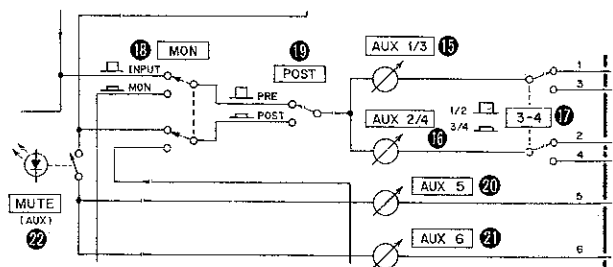 18 MON
INPUT
MON
19
POST
PRE
POST
AUX 1/3 15
AUX 2/4
16
1/2
3/4
3-4 17
1
3
2
4
MUTE
(AUX)
22
AUX 5 20
5
AUX 6 21
6